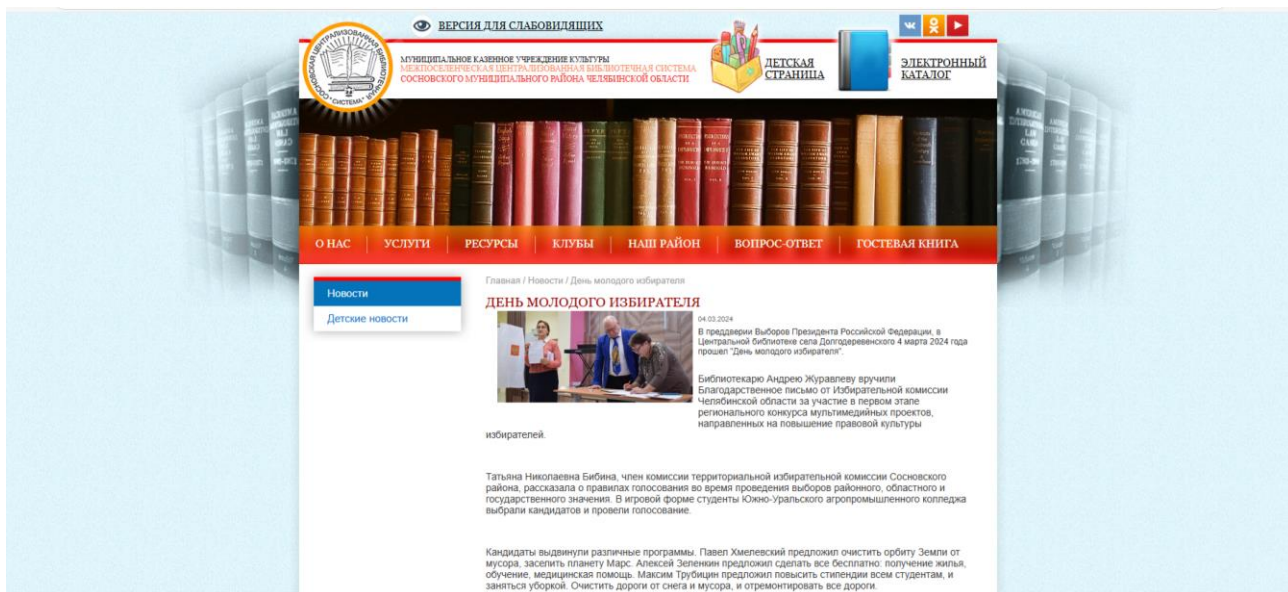 ВЕРСИЯ ДЛЯ СЛАБОВИДЯЩИХ
МУНИЦИПАЛЬНОЕ КАЗЕННОЕ УЧРЕЖДЕНИЕ КУЛЬТУРЫ
МЕЖПОСЕЛЕНЧЕСКАЯ ЦЕНТРАЛИЗОВАННАЯ БИБЛИОТЕЧНАЯ СИСТЕМА
СОСНОВСКОГО МУНИЦИПАЛЬНОГО РАЙОНА ЧЕЛЯБИНСКОЙ ОБЛАСТИ
ДЕТСКАЯ
СТРАНИЦА
ЭЛЕКТРОННЫЙ
КАТАЛОГ
О НАС УСЛУГИ РЕСУРСЫ КЛУБЫ НАШ РАЙОН ВОПРОС-ОТВЕТ ГОСТЕВАЯ КНИГА
Новости
Детские новости
Главная / Новости / День молодого избирателя
ДЕНЬ МОЛОДОГО ИЗБИРАТЕЛЯ
04.03.2024
В преддверии Выборов Президента Российской Федерации, в
Центральной библиотеке села Долгодеревенского 4 марта 2024 года
прошел "День молодого избирателя".
Библиотекарю Андрею Журавлеву вручили
Благодарственное письмо от Избирательной комиссии
Челябинской области за участие в первом этапе
регионального конкурса мультимедийных проектов,
направленных на повышение правовой культуры
избирателей.
Татьяна Николаевна Бибина, член комиссии территориальной избирательной комиссии Сосновского
района, рассказала о правилах голосования во время проведения выборов районного, областного и
государственного значения. В игровой форме студенты Южно-Уральского агропромышленного колледжа
выбрали кандидатов и провели голосование.
Кандидаты выдвинули различные программы. Павел Хмелевский предложил очистить орбиту Земли от
мусора, заселить планету Марс. Алексей Зеленкин предложил сделать все бесплатно: получение жилья,
обучение, медицинская помощь. Максим Трубицин предложил повысить стипендии всем студентам, и
заняться уборкой. Очистить дороги от снега и мусора, и отремонтировать все дороги.